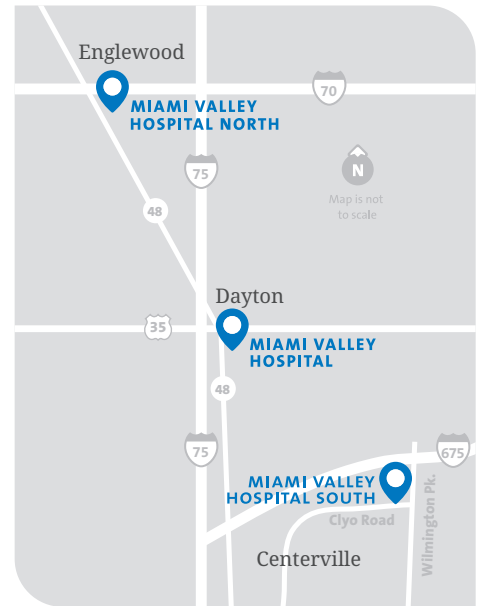 Englewood
70
MIAMI VALLEY
HOSPITAL NORTH
75
N
Map is not
to scale
48
Dayton
35
MIAMI VALLEY
HOSPITAL
48
75
675
MIAMI VALLEY
HOSPITAL SOUTH
Clyo Road
Wilmington Pk.
Centerville